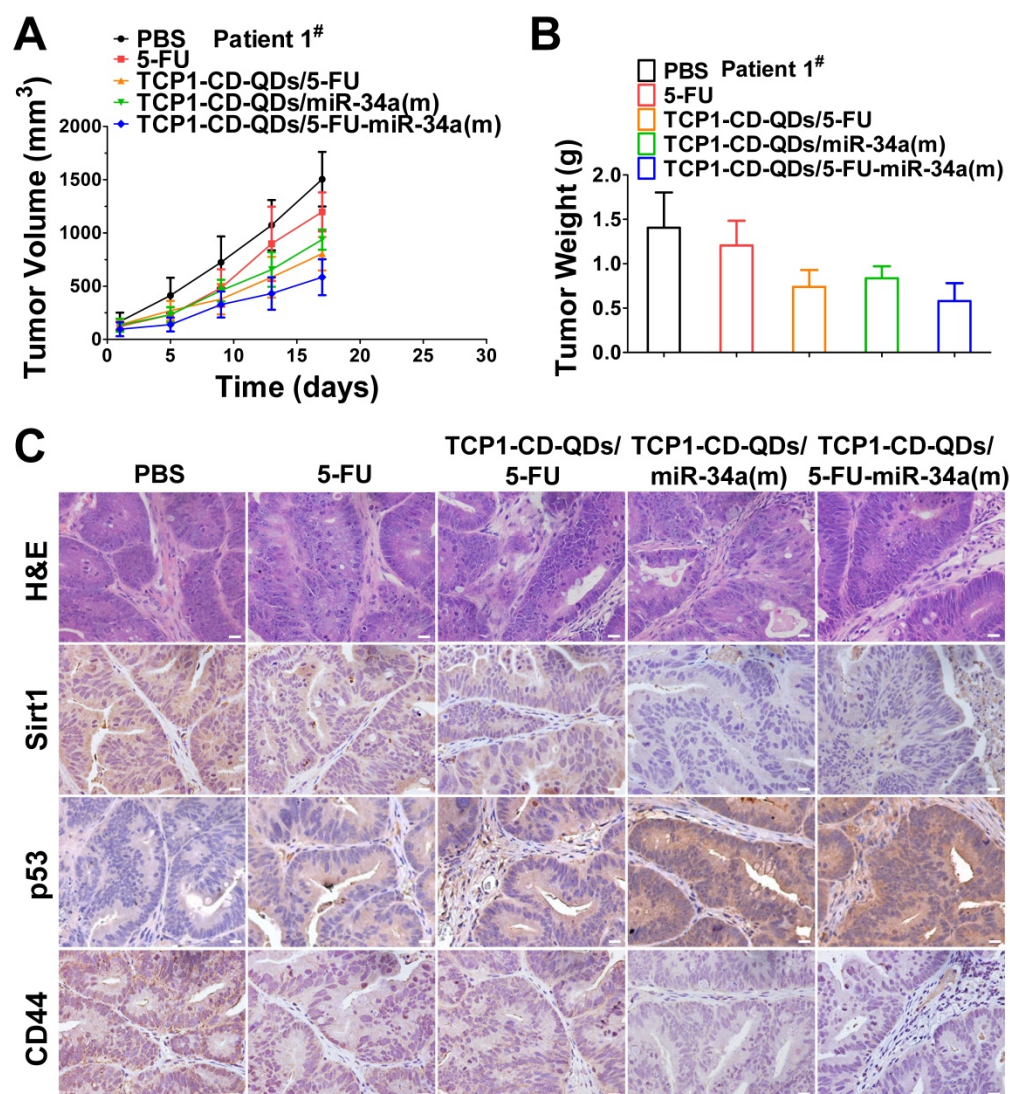 A
PBS Patient 1#
5-FU
TCP1-CD-QDs/5-FU
TCP1-CD-QDs/miR-34a(m)
TCP1-CD-QDs/5-FU-miR-34a(m)
Tumor Volume (mm3)
2000
1500
1000
500
0
0 5 10 15 20 25 30
Time (days)
B
PBS Patient 1#
5-FU
TCP1-CD-QDs/5-FU
TCP1-CD-QDs/miR-34a(m)
TCP1-CD-QDs/5-FU-miR-34a(m)
Tumor Weight (g)
2.0
1.5
1.0
0.5
0.0
C
PBS
5-FU
TCP1-CD-QDs/
5-FU
TCP1-CD-QDs/
miR-34a(m)
TCP1-CD-QDs/
5-FU-miR-34a(m)
H&E
Sirt1
p53
CD44